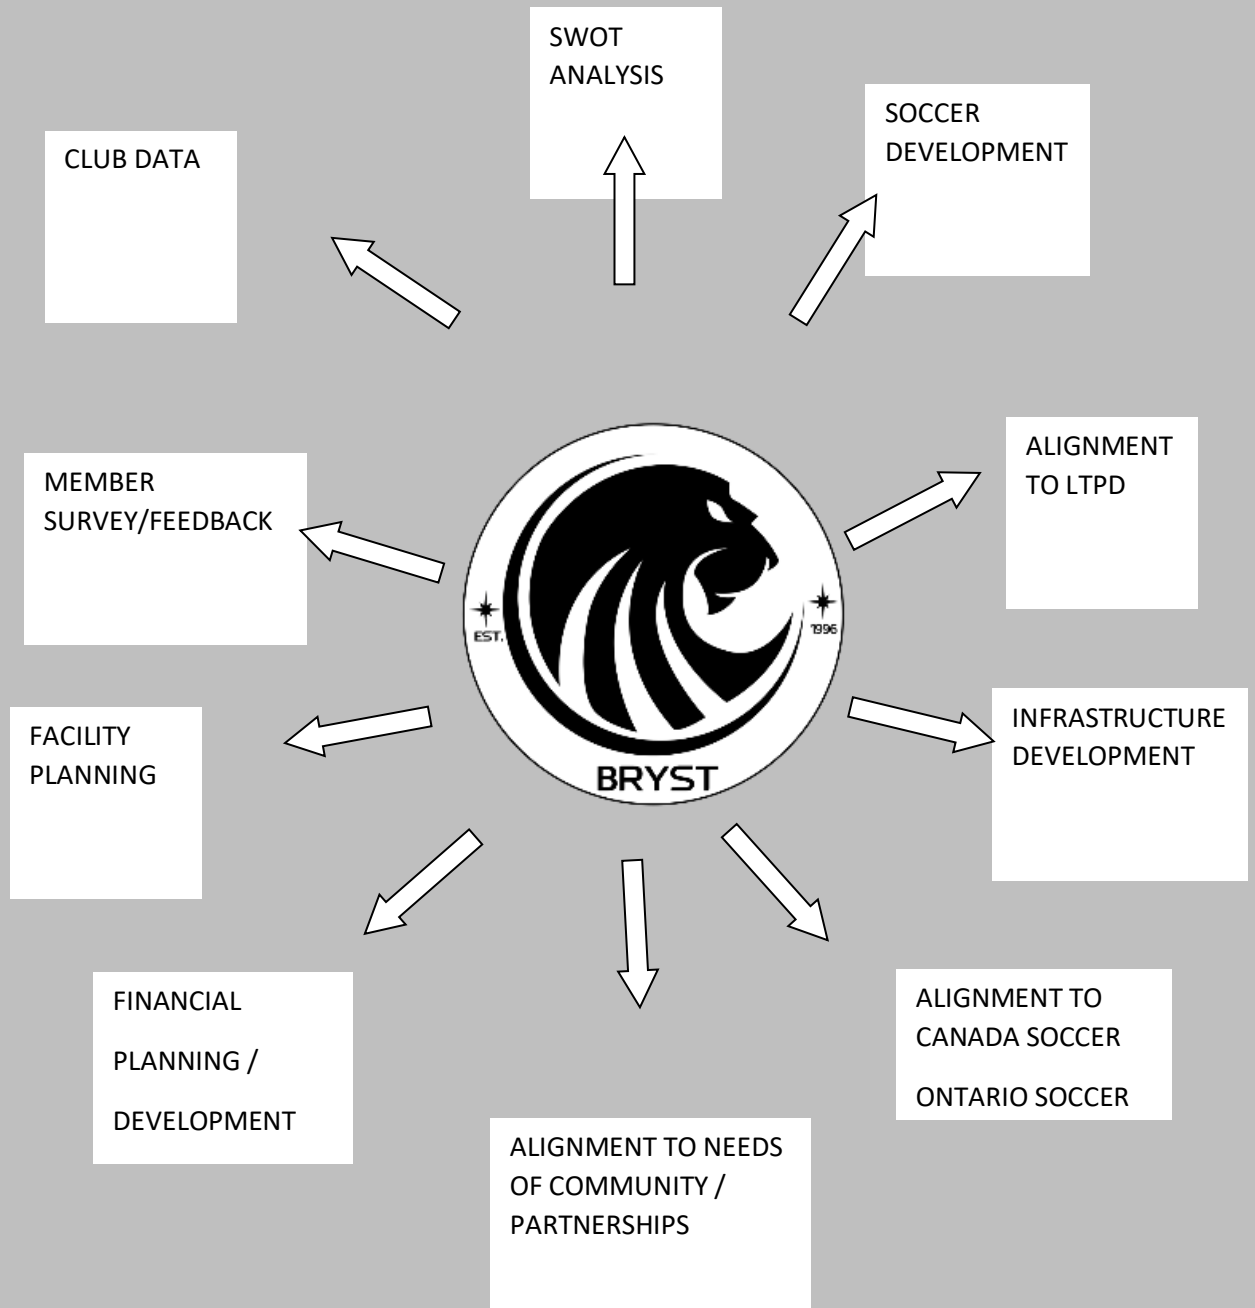 SWOT
ANALYSIS
SOCCER
DEVELOPMENT
CLUB DATA
ALIGNMENT
TO LTPD
MEMBER
SURVEY/FEEDBACK
EST.
1996
BRYST
INFRASTRUCTURE
DEVELOPMENT
FACILITY
PLANNING
FINANCIAL
PLANNING /
DEVELOPMENT
ALIGNMENT TO
CANADA SOCCER
ONTARIO SOCCER
ALIGNMENT TO NEEDS
OF COMMUNITY /
PARTNERSHIPS